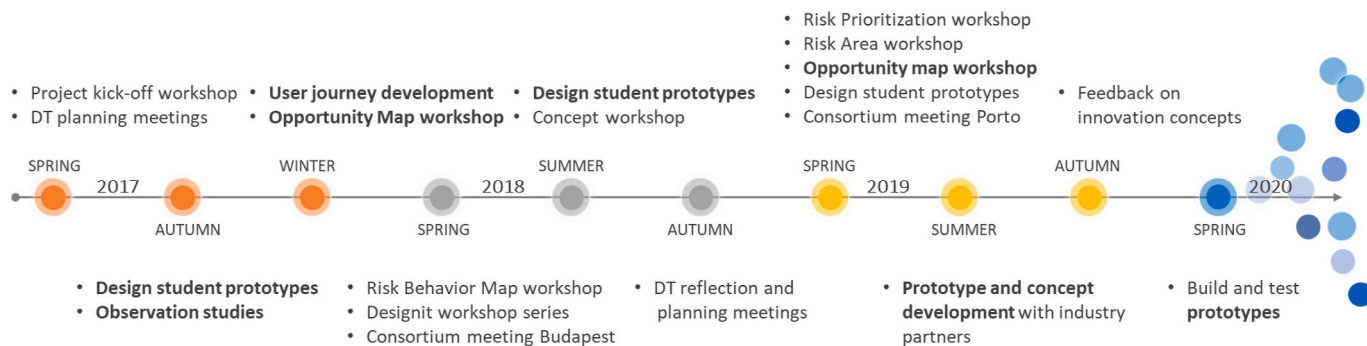 • Risk Prioritization workshop
• Risk Area workshop
• Opportunity map workshop
• Design student prototypes
• Consortium meeting Porto
• Project kick-off workshop
• DT planning meetings
• User journey development
• Opportunity Map workshop
• Design student prototypes
• Concept workshop
• Feedback on
innovation concepts
SPRING
2017
WINTER
2018
SUMMER
SPRING
2019
AUTUMN
2020
AUTUMN
SPRING
AUTUMN
SUMMER
SPRING
• Design student prototypes
• Observation studies
• Risk Behavior Map workshop
• Designit workshop series
• Consortium meeting Budapest
• DT reflection and
planning meetings
• Prototype and concept
development with industry
partners
• Build and test
prototypes